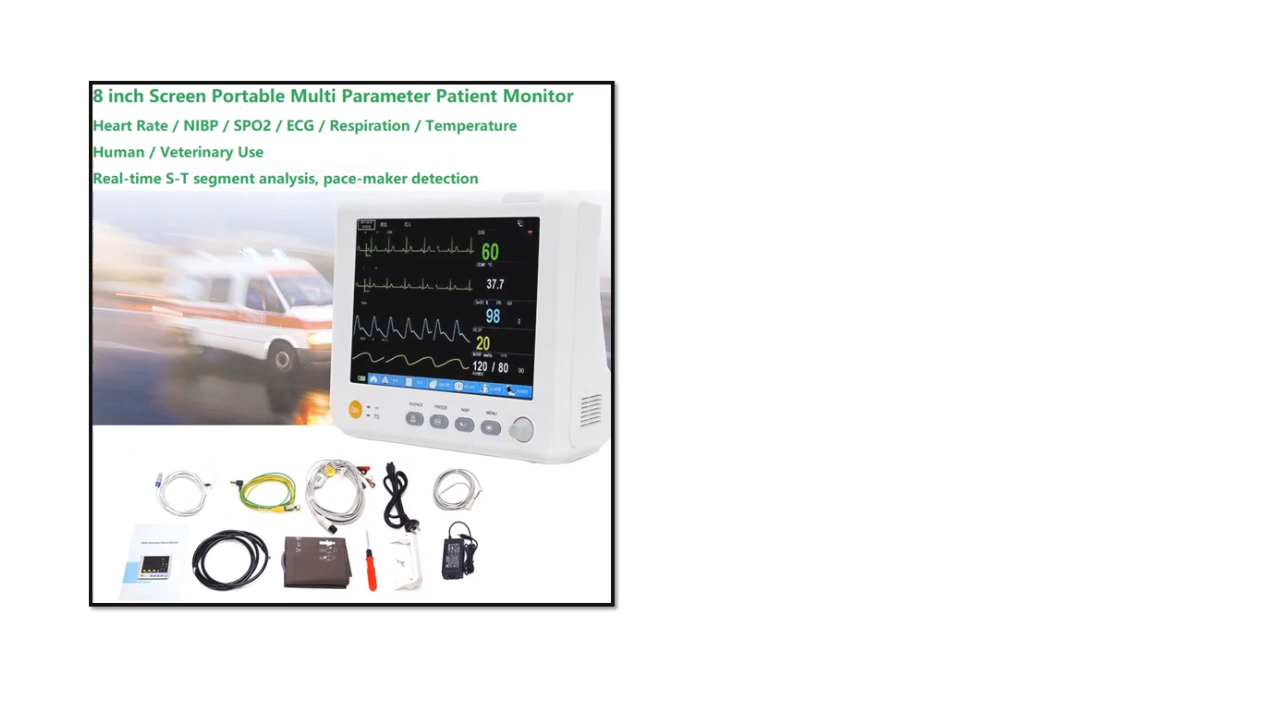 8 inch Screen Portable Multi Parameter Patient Monitor
Heart Rate / NIBP / SPO2 / ECG / Respiration / Temperature
Human / Veterinary Use
Real-time S-T segment analysis, pace-maker detection
60
37.7
98
RESP
20
120 / 80
SILENCE FREEZE NIBP MENU